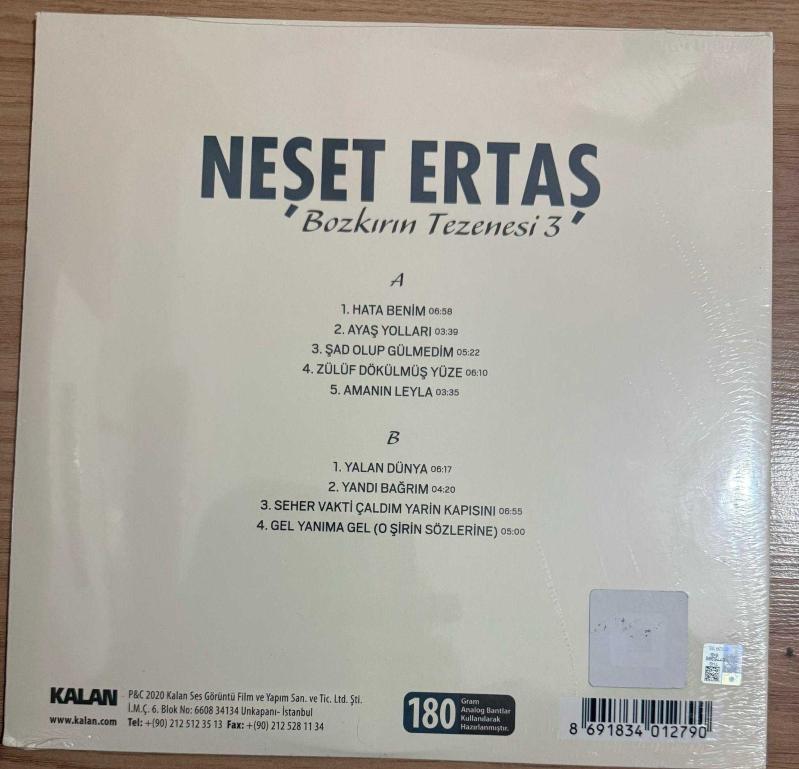 NEŞET ERTAŞ
Bozkırın Tezenesi 3
A
1. HATA BENİM 06:58
2. AYAŞ YOLLARI 03:39
3. ŞAD OLUP GÜLMEDİM 05:22
4. ZÜLÜF DÖKÜLMÜŞ YÜZE 06:10
5. AMANIN LEYLA 03:35
B
1. YALAN DÜNYA 06:17
2. YANDI BAĞRIM 04:20
3. SEHER VAKTİ ÇALDIM YARİN KAPISINI 06:55
4. GEL YANIMA GEL (O ŞİRİN SÖZLERİNE) 05:00
KALAN
www.kalan.com
P&C 2020 Kalan Ses Görüntü Film ve Yapım San. ve Tic. Ltd. Şti.
İ.M.Ç. 6. Blok No: 6608 34134 Unkapanı- İstanbul
Tel: +(90) 212 512 35 13 Fax: +(90) 212 528 11 34
180
Gram
Analog Bantlar
Kullanılarak
Hazırlanmıştır.
8 691834 012790